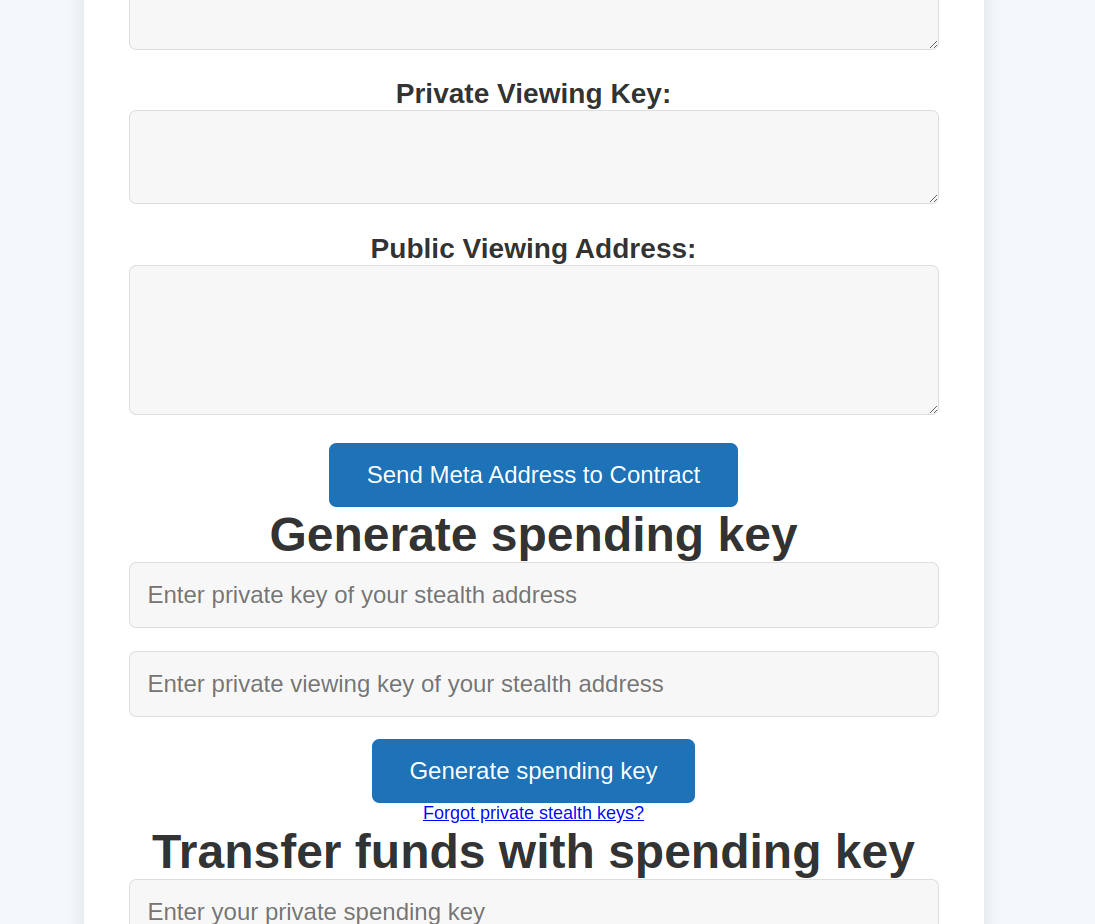 Private Viewing Key:
Public Viewing Address:
Send Meta Address to Contract
Generate spending key
Enter private key of your stealth address
Enter private viewing key of your stealth address
Generate spending key
Forgot private stealth keys?
Transfer funds with spending key
Enter your private spending key